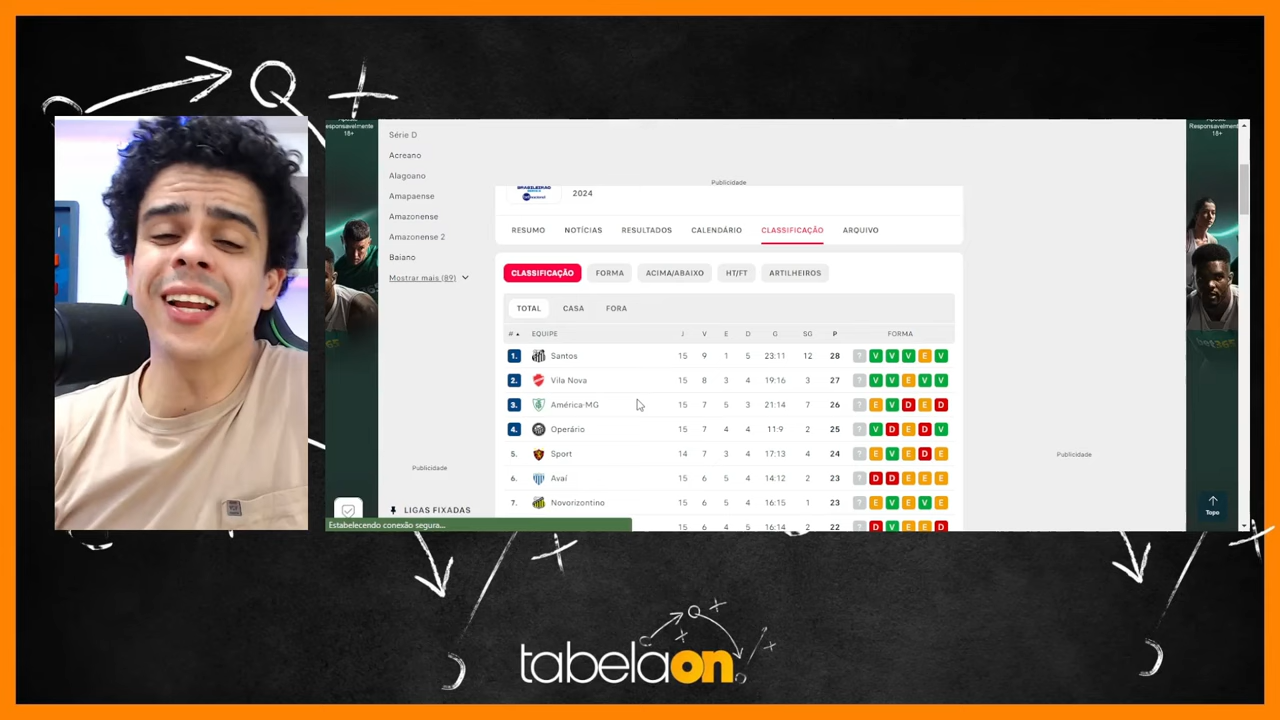 esponsavelmente
18+
Série D
Acreano
Alagoano
Amapaense
Amazonense
Amazonense 2
Baiano
Mostrar mais (89)
Publicidade
LIGAS FIXADAS
Estabelecendo conexão segura...
Publicidade
2024
RESUMO NOTÍCIAS RESULTADOS CALENDÁRIO CLASSIFICAÇÃO ARQUIVO
CLASSIFICAÇÃO FORMA ACIMA/ABAIXO HT/FT ARTILHEIROS
TOTAL CASA FORA
# EQUIPE J V E D G SG P FORMA
1. Santos 15 9 1 5 23:11 12 28 ? V V V E V
2. Vila Nova 15 8 3 4 19:16 3 27 ? V V E V V
3. América-MG 15 7 5 3 21:14 7 26 ? E V D E D
4. Operário 15 7 4 4 11:9 2 25 ? V D E D V
5. Sport 14 7 3 4 17:13 4 24 ? E V E D E
6. Avaí 15 6 5 4 14:12 2 23 ? D D E E E
7. Novorizontino 15 6 5 4 16:15 1 23 ? E V E V E
15 6 4 5 16:14 2 22 ? D V E E D
Responsavelmente
18+
Publicidade
Topo
tabelaon